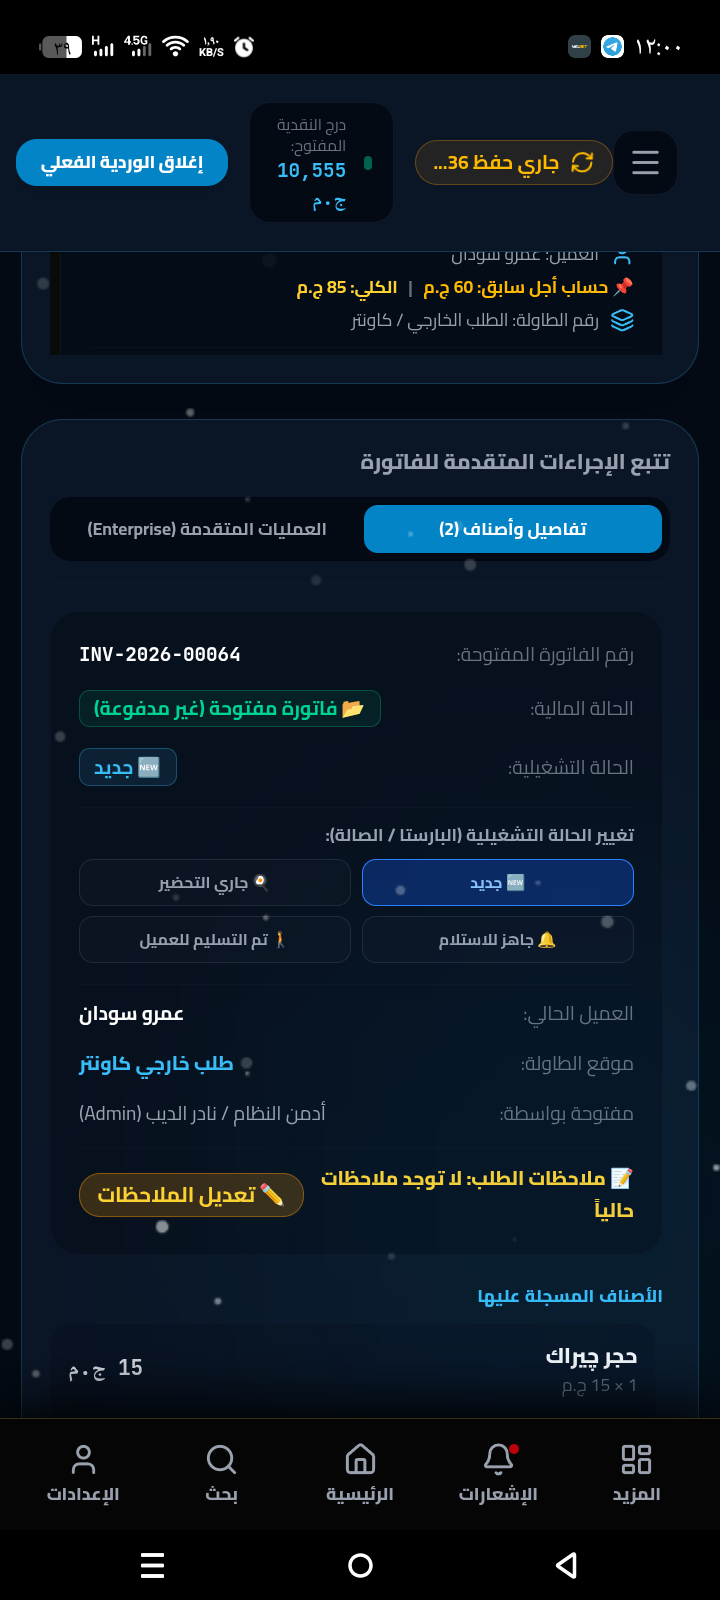 ١٢:٠٠
١,٩٠ KB/S
4.5G
H
٣٩
جاري حفظ 36...
درج النقدية المفتوح:
10,555 ج.م
إغلاق الوردية الفعلي
العميل: عمرو سودان
📌 حساب أجل سابق: 60 ج.م | الكلي: 85 ج.م
رقم الطاولة: الطلب الخارجي / كاونتر
تتبع الإجراءات المتقدمة للفاتورة
تفاصيل وأصناف (2)
العمليات المتقدمة (Enterprise)
رقم الفاتورة المفتوحة: INV-2026-00064
الحالة المالية: 📂 فاتورة مفتوحة (غير مدفوعة)
الحالة التشغيلية: 🆕 جديد
تغيير الحالة التشغيلية (البارستا / الصالة):
🆕 جديد
🍳 جاري التحضير
🔔 جاهز للاستلام
🚶 تم التسليم للعميل
العميل الحالي: عمرو سودان
موقع الطاولة: طلب خارجي كاونتر
مفتوحة بواسطة: أدمن النظام / نادر الديب (Admin)
📝 ملاحظات الطلب: لا توجد ملاحظات
حالياً
✏️ تعديل الملاحظات
الأصناف المسجلة عليها
حجر چيراك 15 ج.م
1 × 15 ج.م
المزيد
الإشعارات
الرئيسية
بحث
الإعدادات